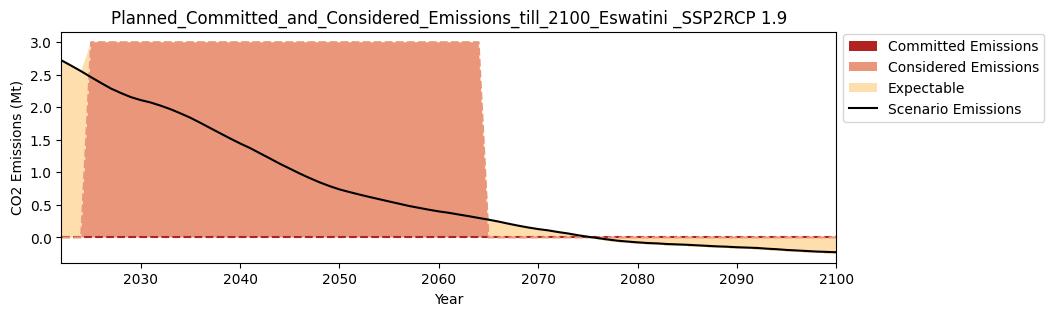 Planned_Committed_and_Considered_Emissions_till_2100_Eswatini _SSP2RCP 1.9
CO2 Emissions (Mt)
3.0
2.5
2.0
1.5
1.0
0.5
0.0
2030 2040 2050 2060 2070 2080 2090 2100
Year
Committed Emissions
Considered Emissions
Expectable
Scenario Emissions